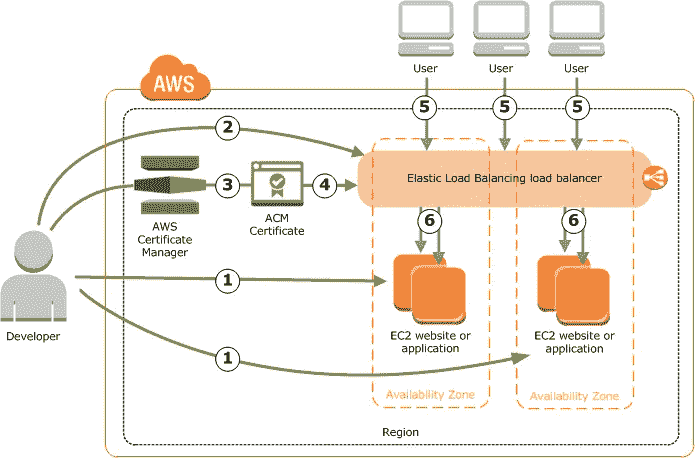 User
User
User
AWS
5
5
5
2
Elastic Load Balancing load balancer
3
4
AWS
Certificate
Manager
ACM
Certificate
6
6
Developer
1
EC2 website or
application
EC2 website or
application
1
Availability Zone
Availability Zone
Region